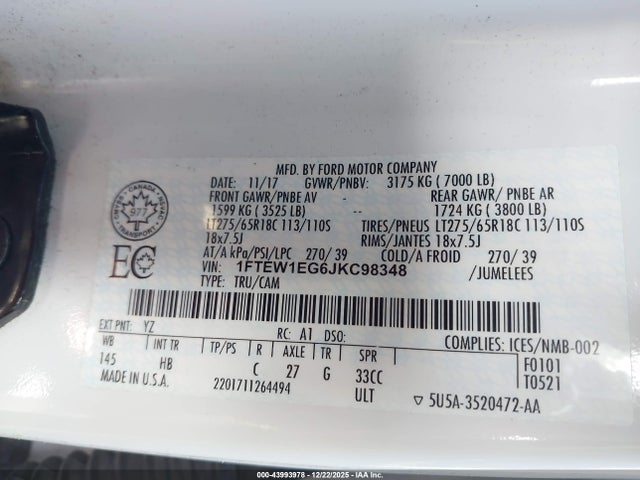 MFD. BY FORD MOTOR COMPANY
DATE: 11/17 GVWR/PNBV: 3175 KG ( 7000 LB)
FRONT GAWR/PNBE AV REAR GAWR/ PNBE AR
1599 KG ( 3525 LB) -- 1724 KG ( 3800 LB)
LT275/65R18C 113/110S TIRES/PNEUS LT275/65R18C 113/110S
18x7.5J RIMS/JANTES 18x7.5J
AT/A kPa/PSI/LPC 270/ 39 COLD/A FROID 270/ 39
VIN: 1FTEW1EG6JKC98348 /JUMELEES
TYPE: TRU/CAM
CANADA
977
TRANSPORT
EC
EXT PNT: YZ RC: A1 DSO: COMPLIES: ICES/NMB-002
WB INT TR TP/PS R AXLE TR SPR F0101
145 HB C 27 G 33CC T0521
MADE IN U.S.A. 2201711264494 ULT ▽ 5U5A-3520472-AA
000-43993978 - 12/22/2025 - IAA Inc.